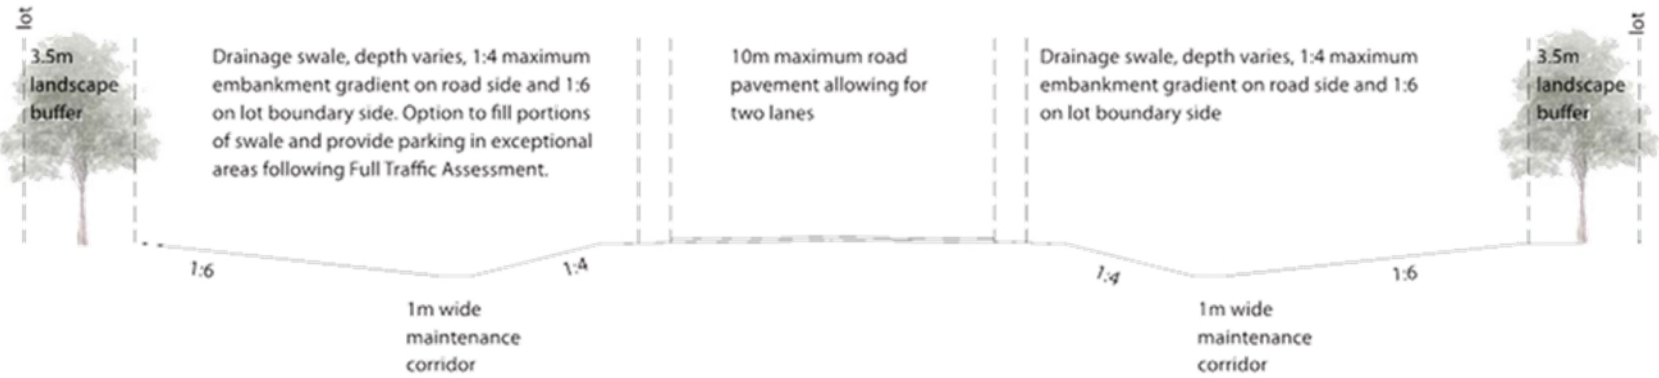 lot
3.5m
landscape
buffer
Drainage swale, depth varies, 1:4 maximum
embankment gradient on road side and 1:6
on lot boundary side. Option to fill portions
of swale and provide parking in exceptional
areas following Full Traffic Assessment.
10m maximum road
pavement allowing for
two lanes
Drainage swale, depth varies, 1:4 maximum
embankment gradient on road side and 1:6
on lot boundary side
lot
3.5m
landscape
buffer
1:6
1:4
1:4
1:6
1m wide
maintenance
corridor
1m wide
maintenance
corridor